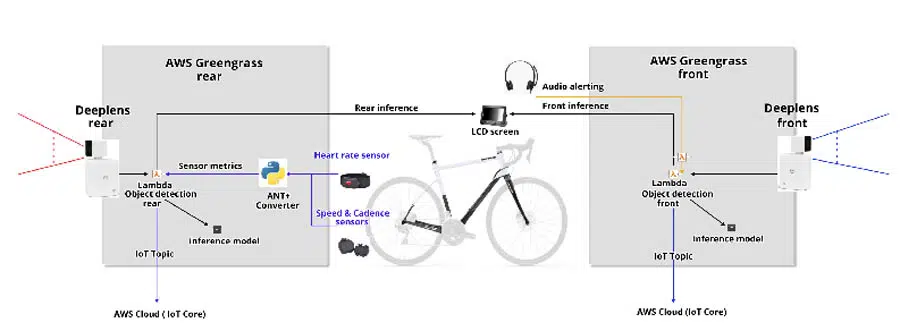 AWS Greengrass
rear
AWS Greengrass
front
Audio alerting
Deeplens
rear
Rear inference
Front inference
Deeplens
front
LCD screen
Sensor metrics
Heart rate sensor
Lambda
Object detection
rear
ANT+
Converter
Lambda
Object detection
front
Speed & Cadence
sensors
Inference model
Inference model
IoT Topic
IoT Topic
AWS Cloud ( IoT Core)
AWS Cloud (IoT Core)